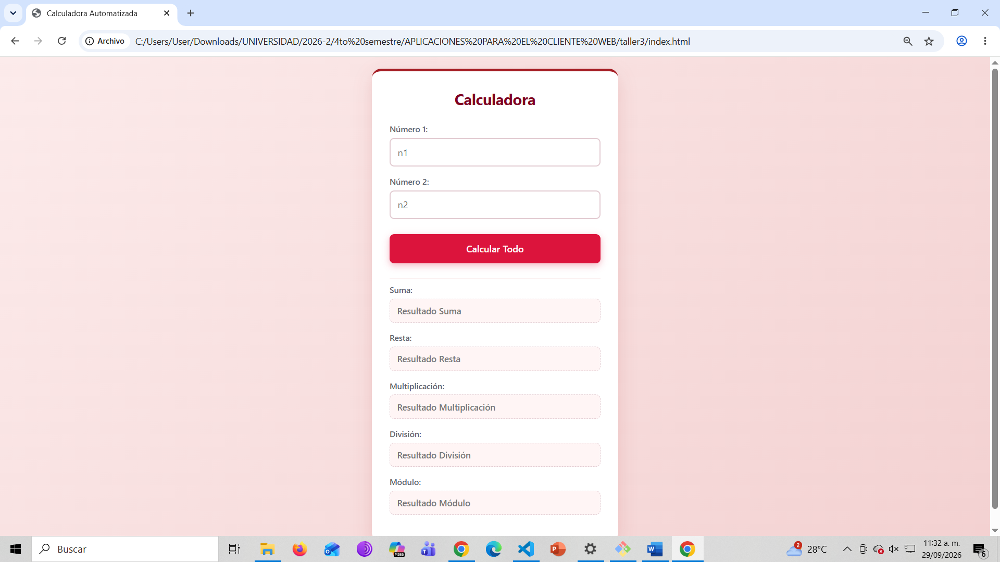 Calculadora Automatizada
Archivo
C:/Users/User/Downloads/UNIVERSIDAD/2026-2/4to%20semestre/APLICACIONES%20PARA%20EL%20CLIENTE%20WEB/taller3/index.html
Calculadora
Número 1:
n1
Número 2:
n2
Calcular Todo
Suma:
Resultado Suma
Resta:
Resultado Resta
Multiplicación:
Resultado Multiplicación
División:
Resultado División
Módulo:
Resultado Módulo
Buscar
O
M365
T
P
W
2
28°C
11:32 a. m.
29/09/2026
6